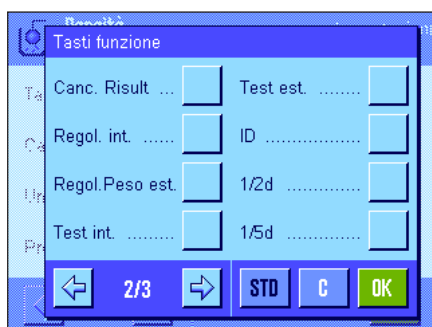 Densità
Tasti funzione
Canc. Risult ...
Test est. ........
Regol. int. ......
ID ..................
Regol.Peso est.
1/2d ..............
Test int. .........
1/5d ..............
2/3
STD
C
OK